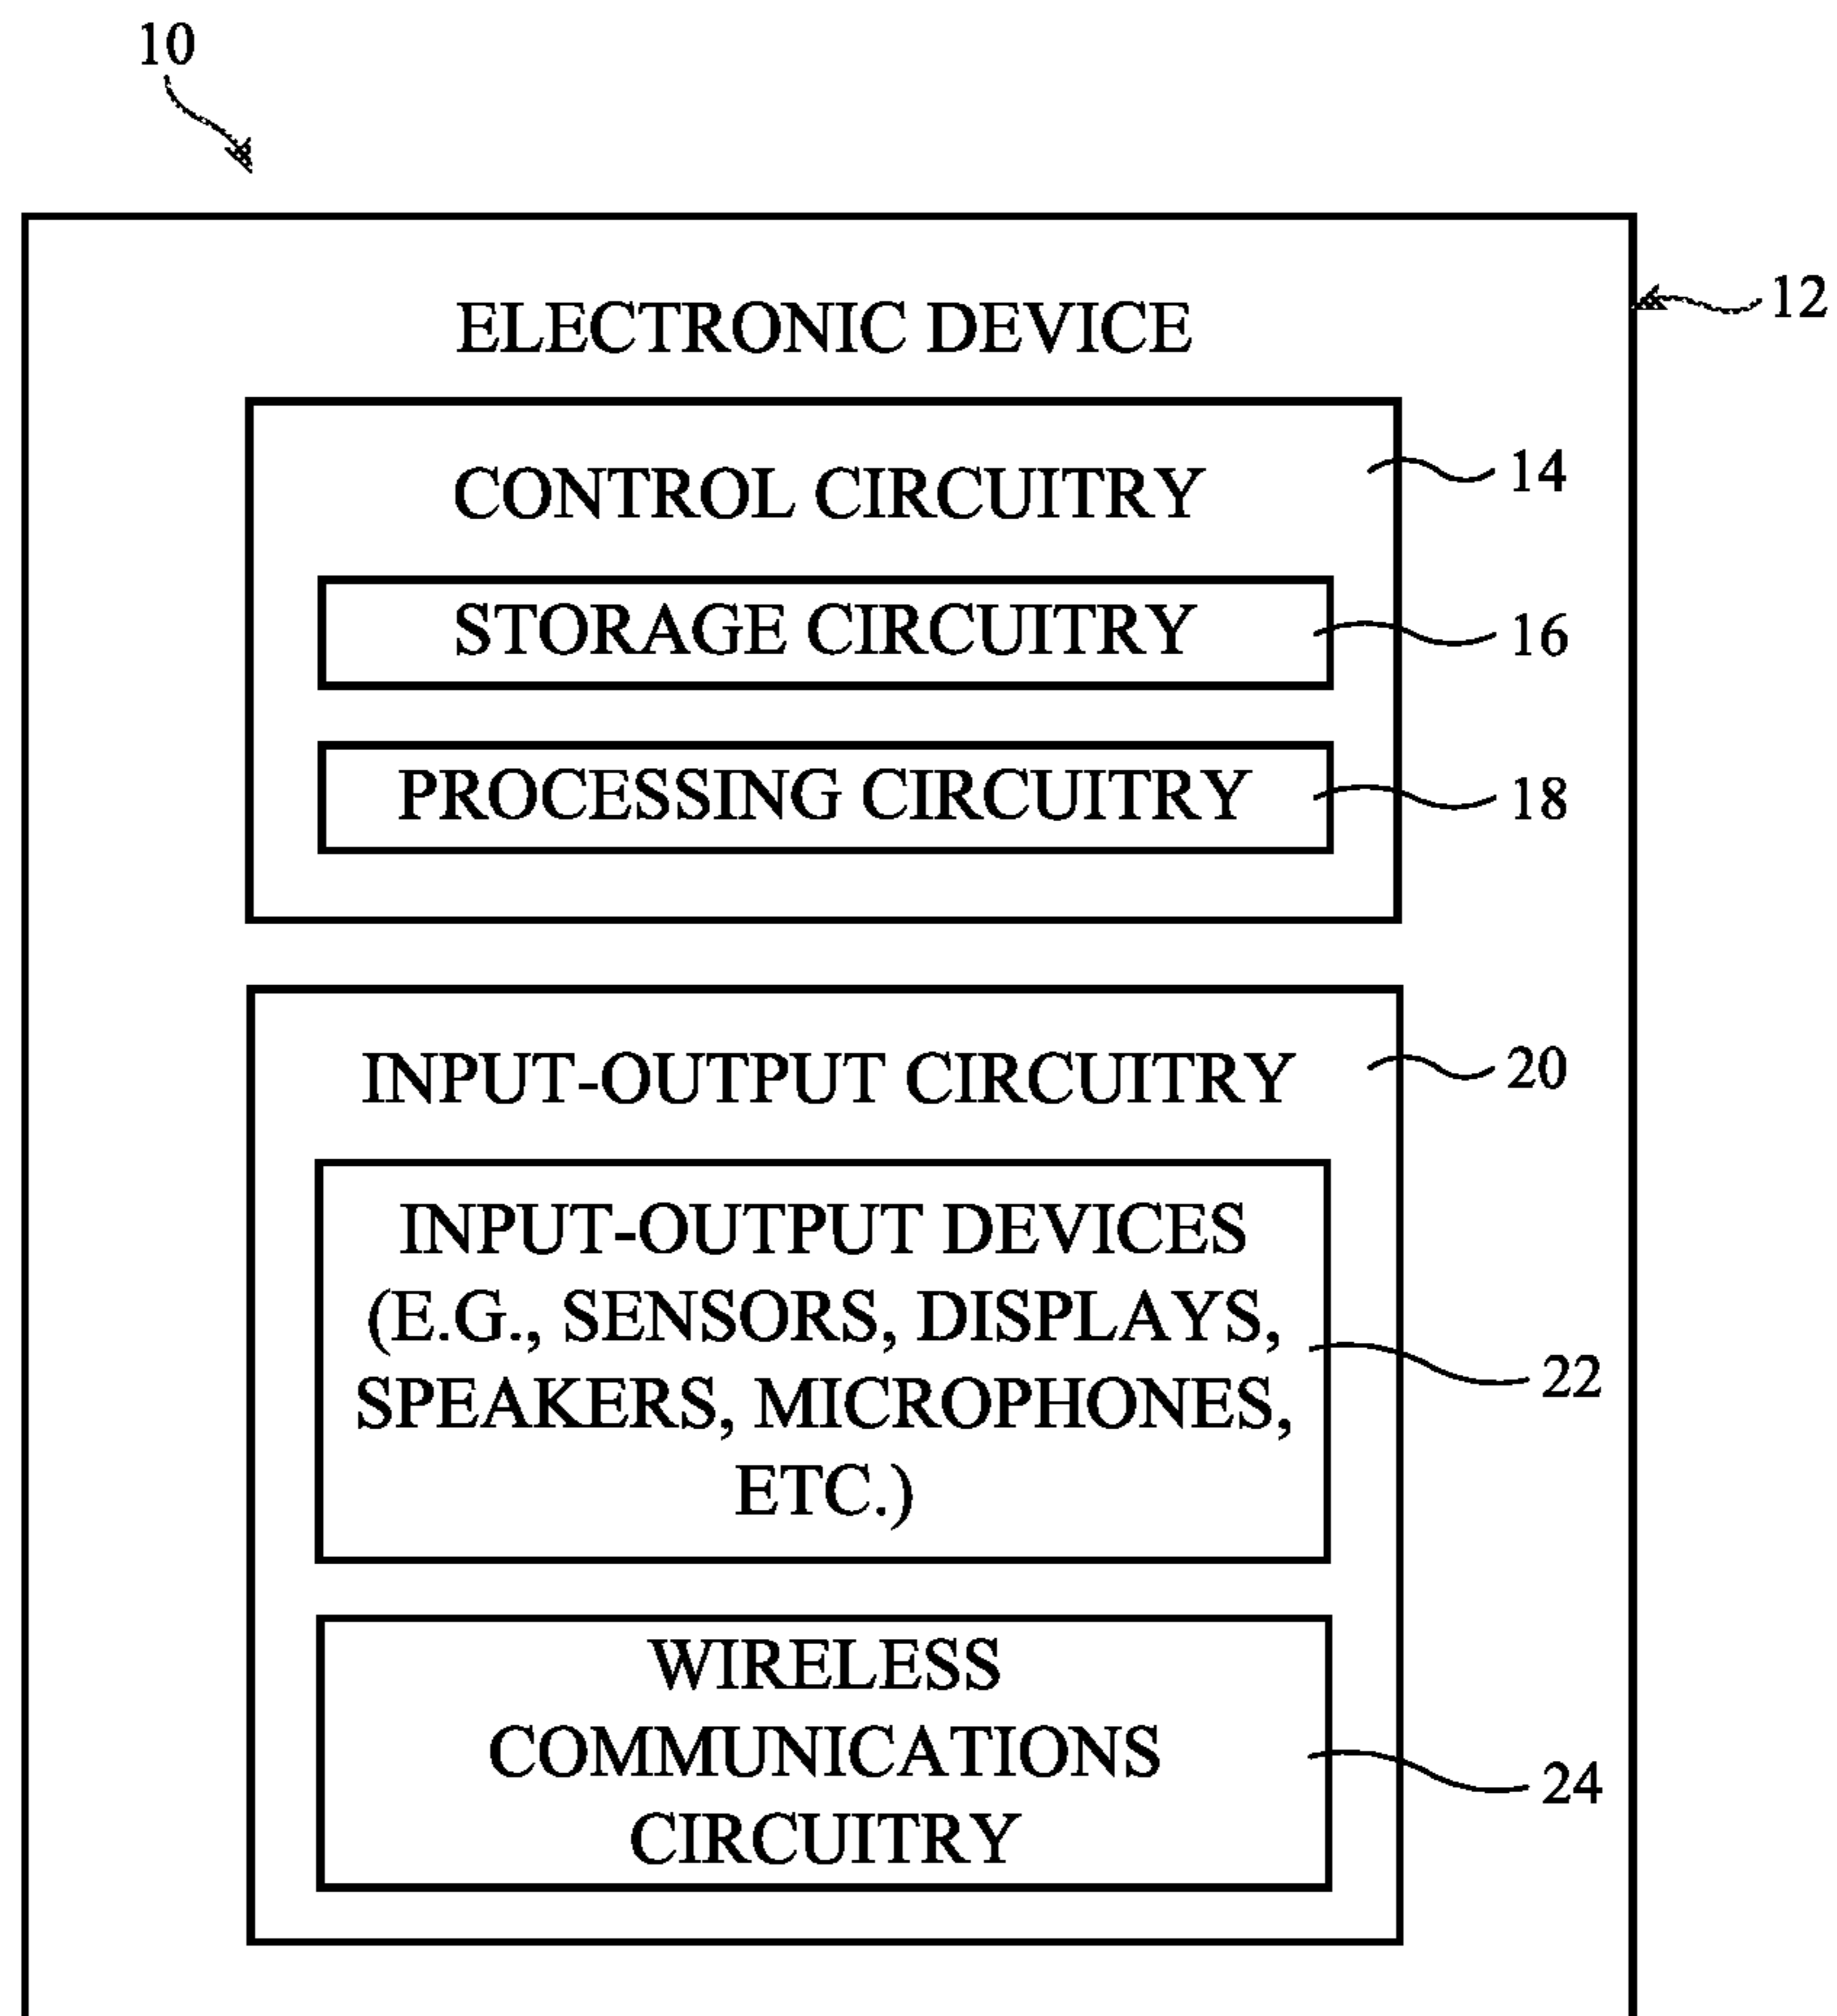 10
12
ELECTRONIC DEVICE
CONTROL CIRCUITRY
14
STORAGE CIRCUITRY
16
PROCESSING CIRCUITRY
18
INPUT-OUTPUT CIRCUITRY
20
INPUT-OUTPUT DEVICES
(E.G., SENSORS, DISPLAYS,
SPEAKERS, MICROPHONES,
ETC.)
22
WIRELESS
COMMUNICATIONS
CIRCUITRY
24